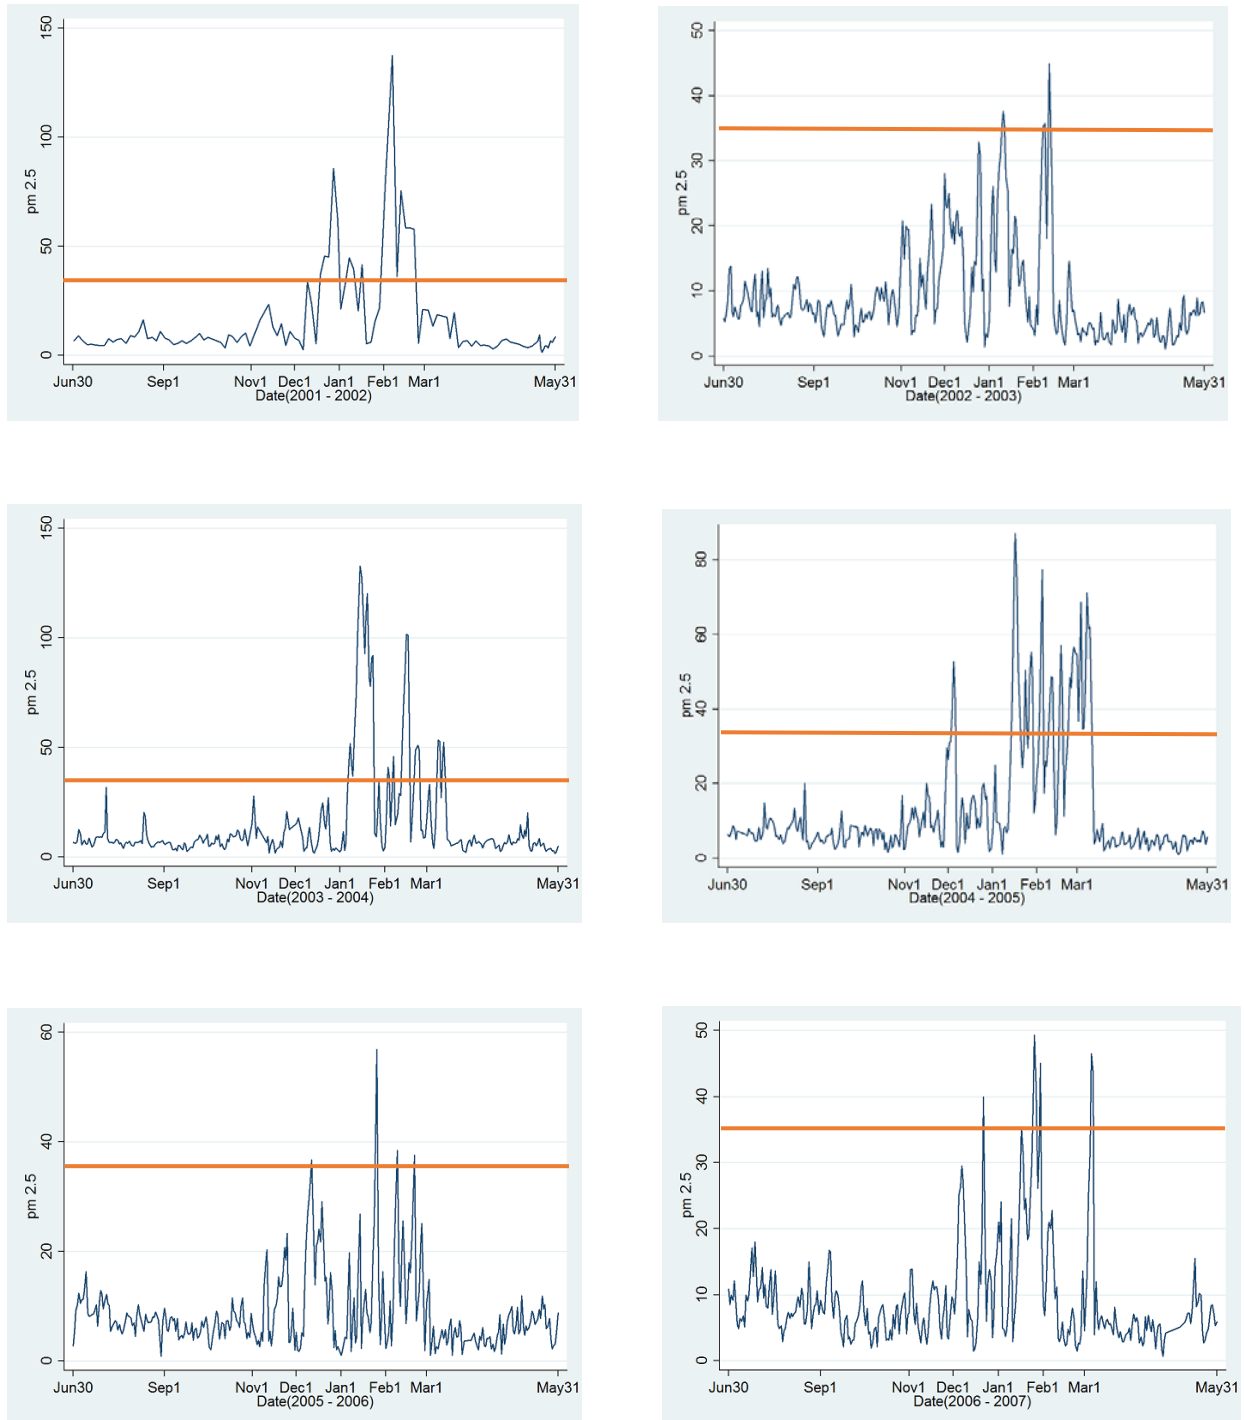 150
100
50
0
pm 2.5
Jun30 Sep1 Nov1 Dec1 Jan1 Feb1 Mar1 May31
Date(2001 - 2002)
50
40
30
20
10
0
pm 2.5
Jun30 Sep1 Nov1 Dec1 Jan1 Feb1 Mar1 May31
Date(2002 - 2003)
150
100
50
0
pm 2.5
Jun30 Sep1 Nov1 Dec1 Jan1 Feb1 Mar1 May31
Date(2003 - 2004)
80
60
40
20
0
pm 2.5
Jun30 Sep1 Nov1 Dec1 Jan1 Feb1 Mar1 May31
Date(2004 - 2005)
60
40
20
0
pm 2.5
Jun30 Sep1 Nov1 Dec1 Jan1 Feb1 Mar1 May31
Date(2005 - 2006)
50
40
30
20
10
0
pm 2.5
Jun30 Sep1 Nov1 Dec1 Jan1 Feb1 Mar1 May31
Date(2006 - 2007)